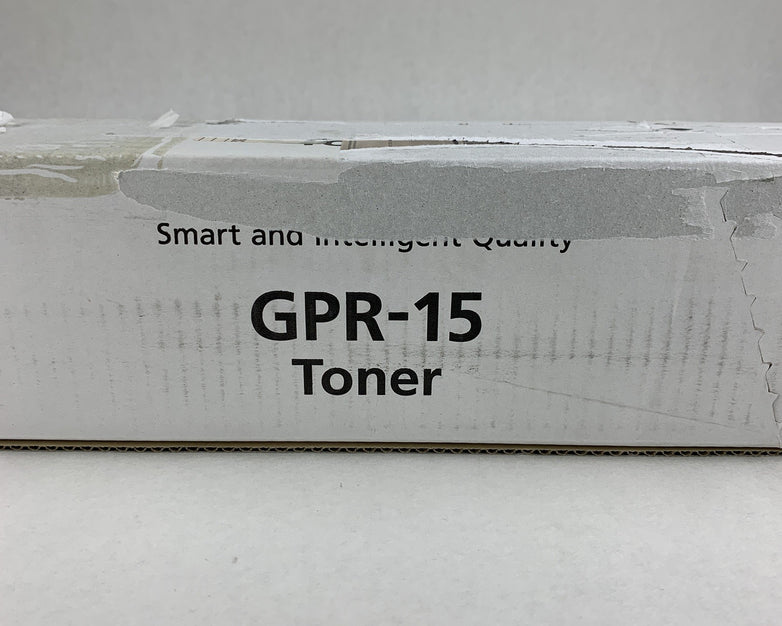 Smart and Intelligent Quality
GPR-15
Toner